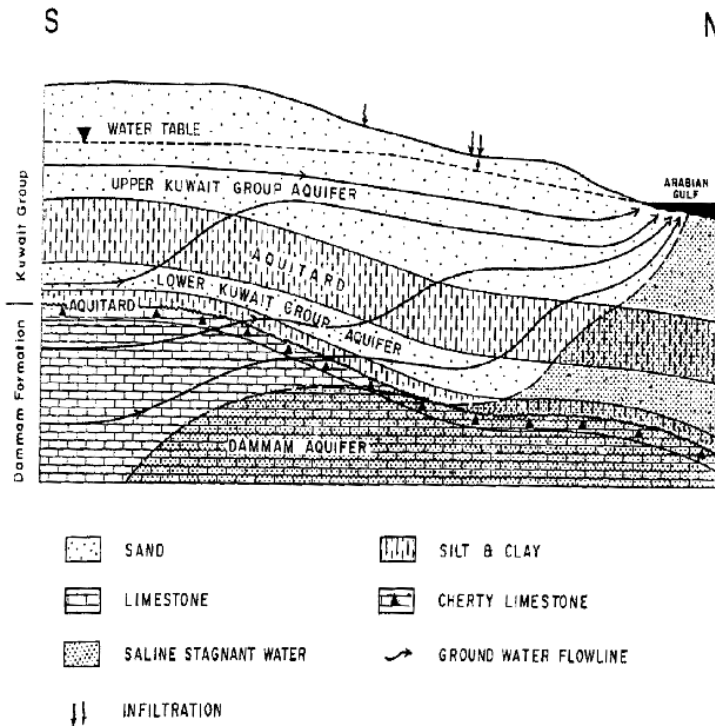 S
N
WATER TABLE
ARABIAN
GULF
UPPER KUWAIT GROUP AQUIFER
Kuwait Group
AQUITARD
LOWER KUWAIT GROUP AQUIFER
AQUITARD
Dammam Formation
DAMMAM AQUIFER
SAND
SILT & CLAY
LIMESTONE
CHERTY LIMESTONE
SALINE STAGNANT WATER
GROUND WATER FLOWLINE
INFILTRATION